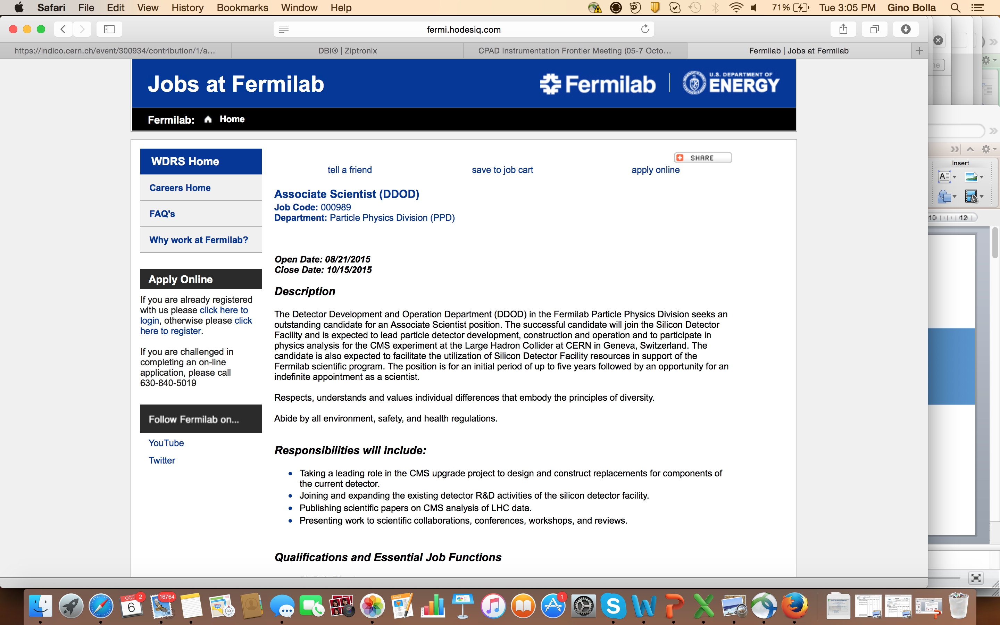 Safari File Edit View History Bookmarks Window Help
71% Tue 3:05 PM Gino Bolla
fermi.hodesiq.com
https://indico.cern.ch/event/300934/contribution/1/a...
DBI® | Ziptronix
CPAD Instrumentation Frontier Meeting (05-7 Octo...
Fermilab | Jobs at Fermilab
Jobs at Fermilab
Fermilab
U.S. DEPARTMENT OF
ENERGY
Fermilab: Home
WDRS Home
Careers Home
FAQ's
Why work at Fermilab?
Apply Online
If you are already registered
with us please click here to
login, otherwise please click
here to register.
If you are challenged in
completing an on-line
application, please call
630-840-5019
Follow Fermilab on...
YouTube
Twitter
SHARE
tell a friend
save to job cart
apply online
Associate Scientist (DDOD)
Job Code: 000989
Department: Particle Physics Division (PPD)
Open Date: 08/21/2015
Close Date: 10/15/2015
Description
The Detector Development and Operation Department (DDOD) in the Fermilab Particle Physics Division seeks an
outstanding candidate for an Associate Scientist position. The successful candidate will join the Silicon Detector
Facility and is expected to lead particle detector development, construction and operation and to participate in
physics analysis for the CMS experiment at the Large Hadron Collider at CERN in Geneva, Switzerland. The
candidate is also expected to facilitate the utilization of Silicon Detector Facility resources in support of the
Fermilab scientific program. The position is for an initial period of up to five years followed by an opportunity for an
indefinite appointment as a scientist.
Respects, understands and values individual differences that embody the principles of diversity.
Abide by all environment, safety, and health regulations.
Responsibilities will include:
Taking a leading role in the CMS upgrade project to design and construct replacements for components of
the current detector.
Joining and expanding the existing detector R&D activities of the silicon detector facility.
Publishing scientific papers on CMS analysis of LHC data.
Presenting work to scientific collaborations, conferences, workshops, and reviews.
Qualifications and Essential Job Functions
Insert
10 12
OCT 2
6
16764
PAGES
280
3D
1